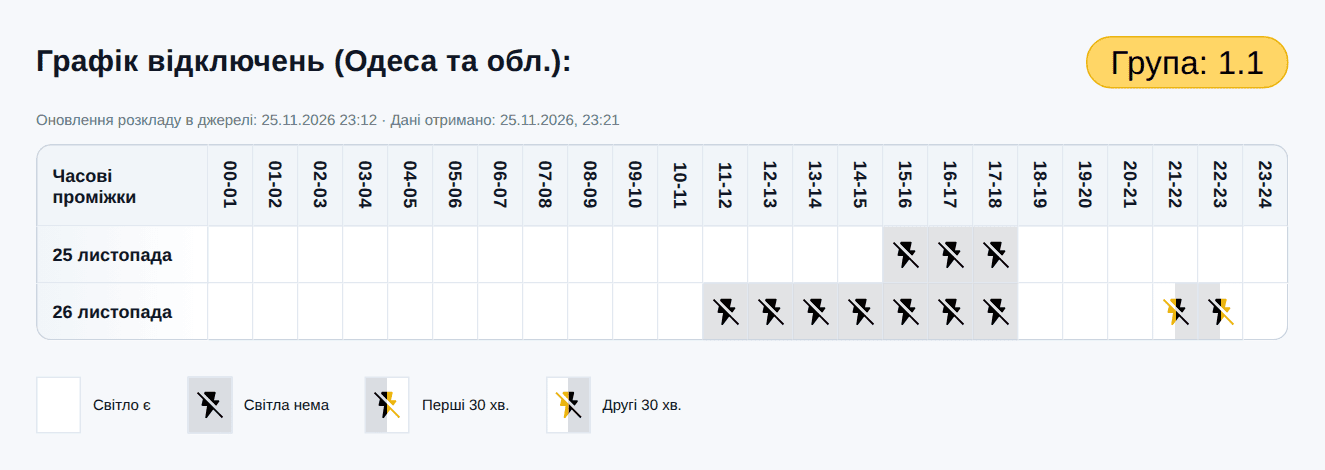 Графік відключень (Одеса та обл.):
Група: 1.1
Оновлення розкладу в джерелі: 25.11.2026 23:12 · Дані отримано: 25.11.2026, 23:21
Часові
проміжки
00-01
01-02
02-03
03-04
04-05
05-06
06-07
07-08
08-09
09-10
10-11
11-12
12-13
13-14
14-15
15-16
16-17
17-18
18-19
19-20
20-21
21-22
22-23
23-24
25 листопада
26 листопада
Світло є
Світла нема
Перші 30 хв.
Другі 30 хв.